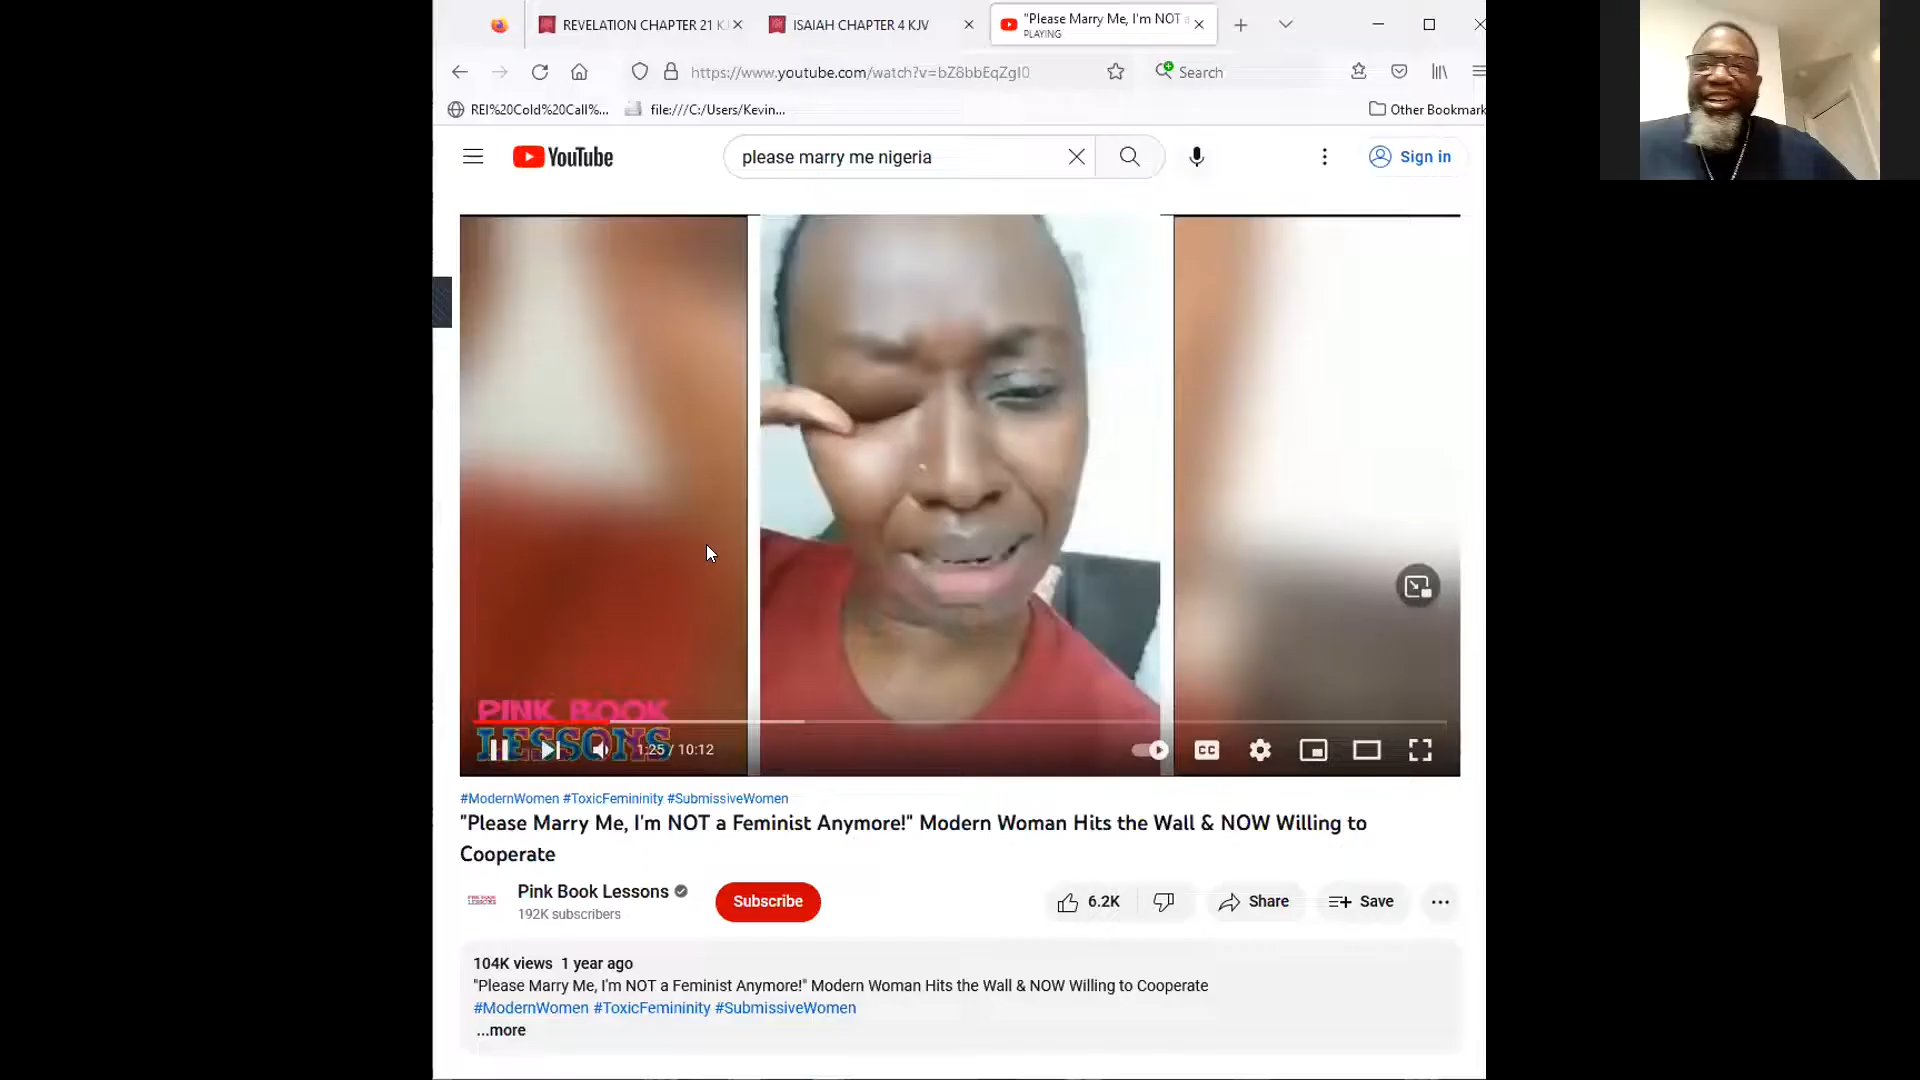 REVELATION CHAPTER 21 K
ISAIAH CHAPTER 4 KJV
"Please Marry Me, I'm NOT a
PLAYING
https://www.youtube.com/watch?v=bZ8bbEqZgI0
Search
REI%20Cold%20Call%...
file:///C:/Users/Kevin...
Other Bookmark
YouTube
please marry me nigeria
Sign in
PINK BOOK
LESSONS
1:25 / 10:12
CC
#ModernWomen #ToxicFemininity #SubmissiveWomen
"Please Marry Me, I'm NOT a Feminist Anymore!" Modern Woman Hits the Wall & NOW Willing to
Cooperate
Pink Book Lessons
192K subscribers
Subscribe
6.2K
Share
Save
104K views 1 year ago
"Please Marry Me, I'm NOT a Feminist Anymore!" Modern Woman Hits the Wall & NOW Willing to Cooperate
#ModernWomen #ToxicFemininity #SubmissiveWomen
...more